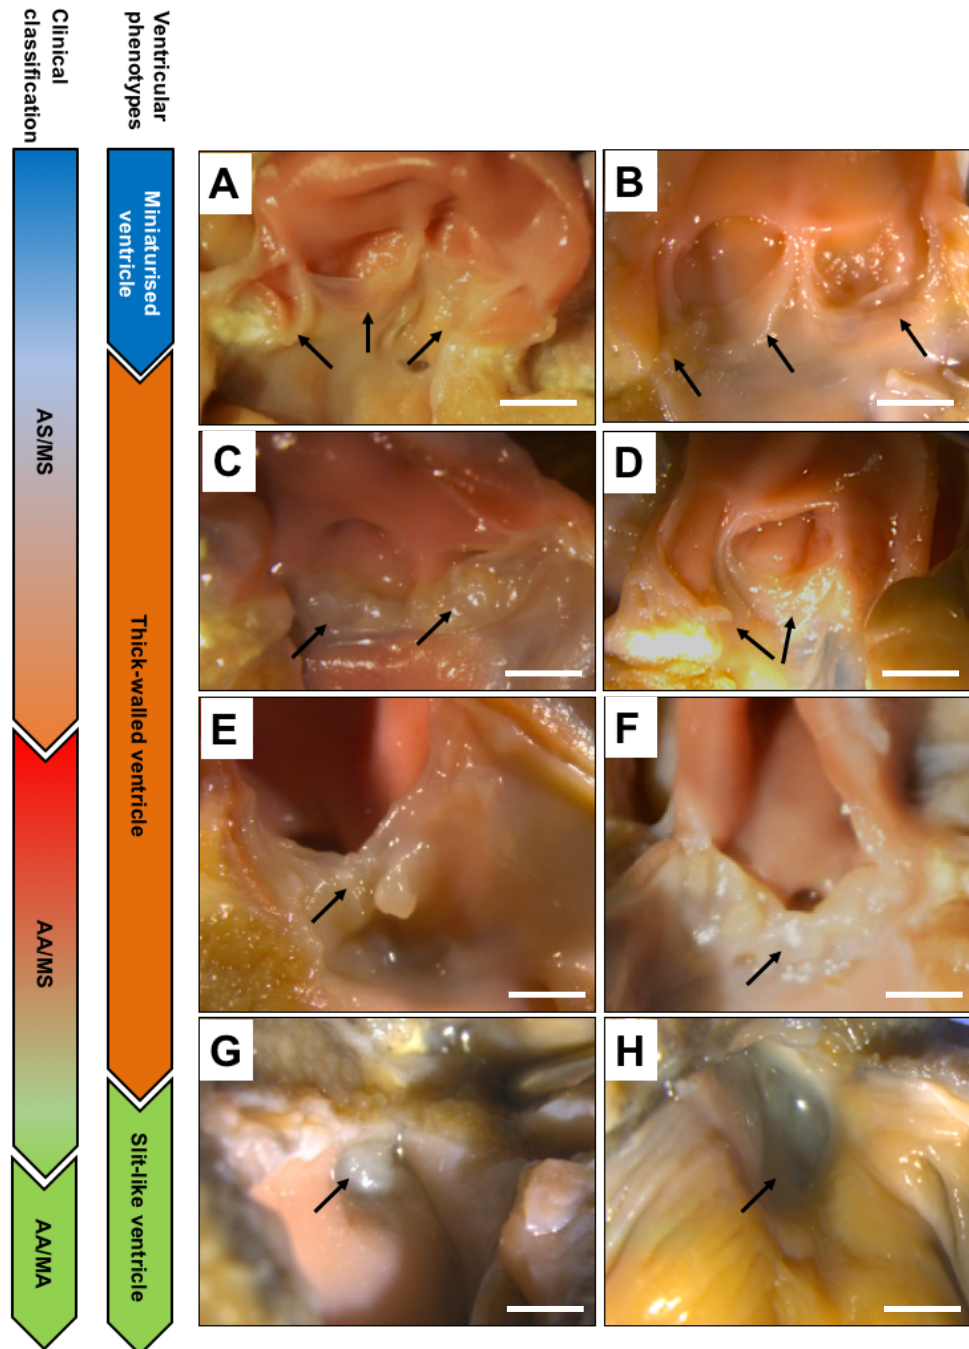 Clinical
classification
Ventricular
phenotypes
AS/MS
AA/MS
AA/MA
Miniaturised
ventricle
Thick-walled ventricle
Slit-like ventricle
A
B
C
D
E
F
G
H